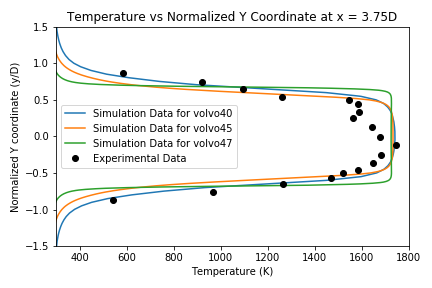 Temperature vs Normalized Y Coordinate at x = 3.75D
Normalized Y coordinate (y/D)
1.5
1.0
0.5
0.0
−0.5
−1.0
−1.5
Simulation Data for volvo40
Simulation Data for volvo45
Simulation Data for volvo47
Experimental Data
400 600 800 1000 1200 1400 1600 1800
Temperature (K)